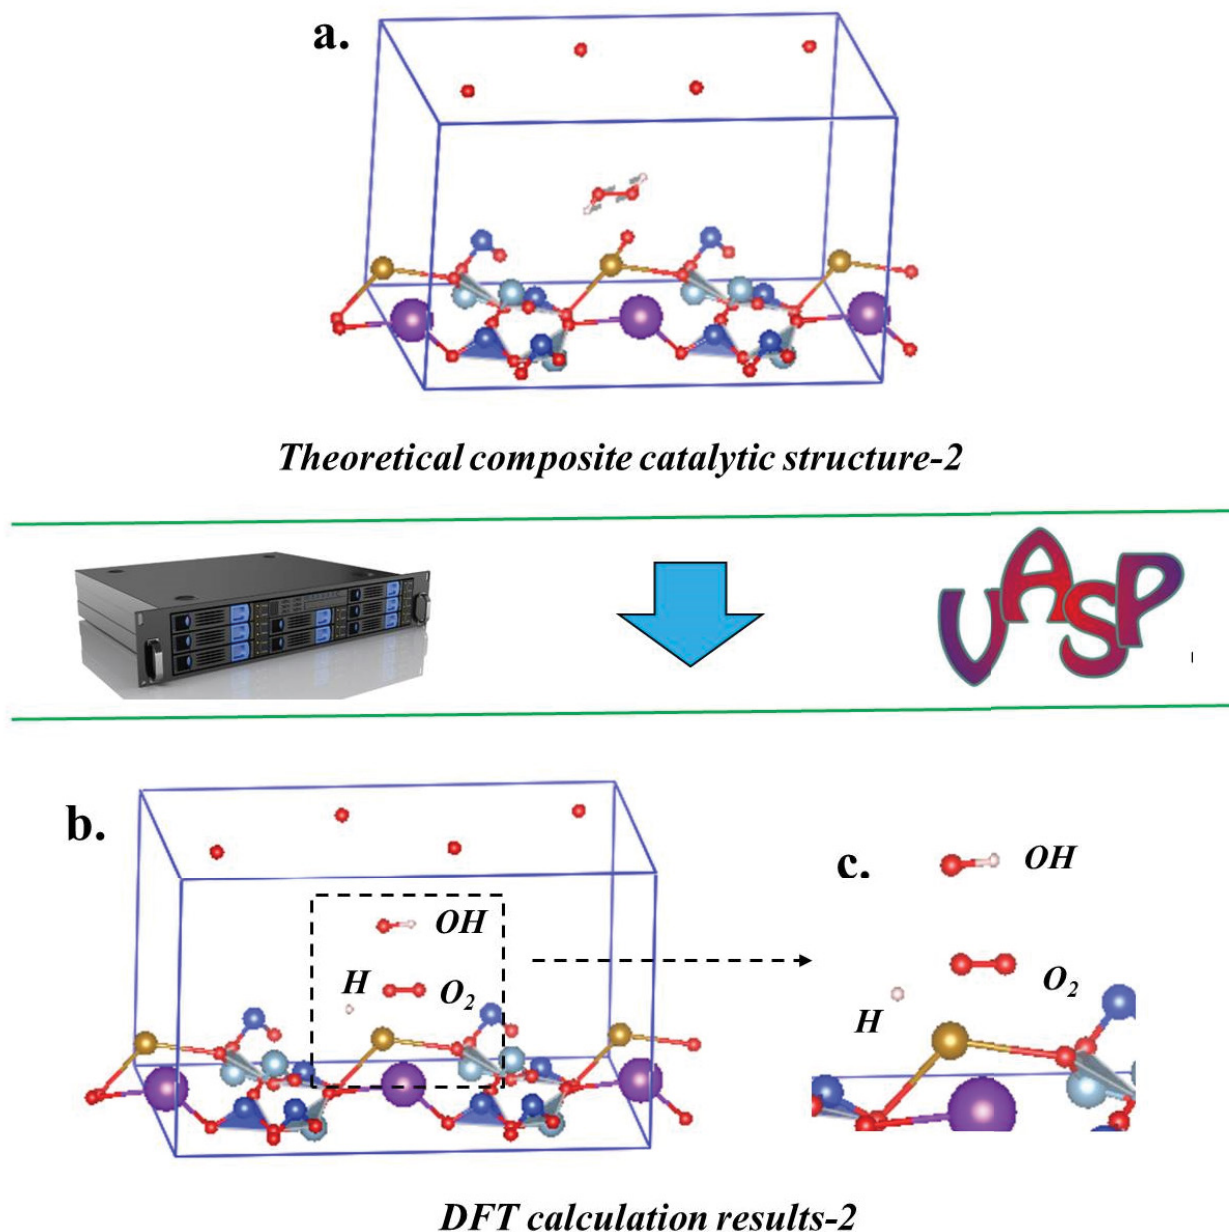 a.
Theoretical composite catalytic structure-2
VASP
b.
OH
H
O₂
c.
OH
O₂
H
DFT calculation results-2